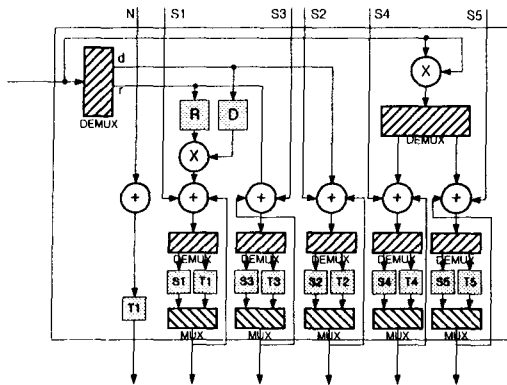 N S1 S3 S2 S4 S5
d
X
r
DEMUX
R D
DEMUX
X
+ + + + + +
DEMUX DEMUX DEMUX DEMUX DEMUX
S1 T1 S3 T3 S2 T2 S4 T4 S5 T5
T1
MUX MUX MUX MUX MUX